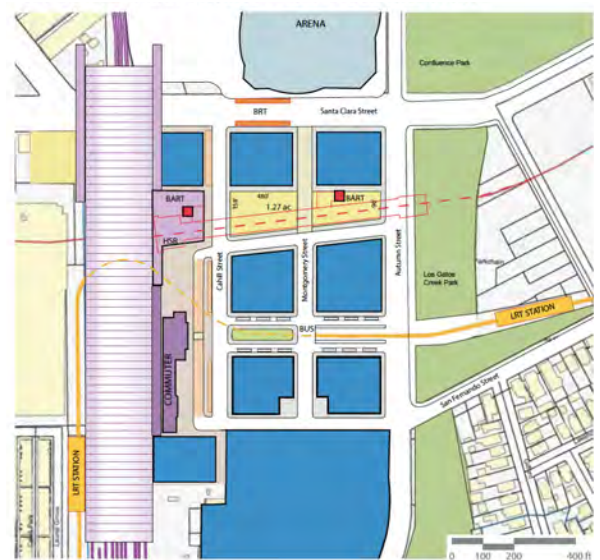 ARENA
Confluence Park
BRT
Santa Clara Street
BART
460'
1.27 ac.
BART
HSR
Cahill Street
Montgomery Street
Autumn Street
Los Gatos
Creek Park
BUS
LRT STATION
COMMUTER
San Fernando Street
LRT STATION
0 100 200 400 ft